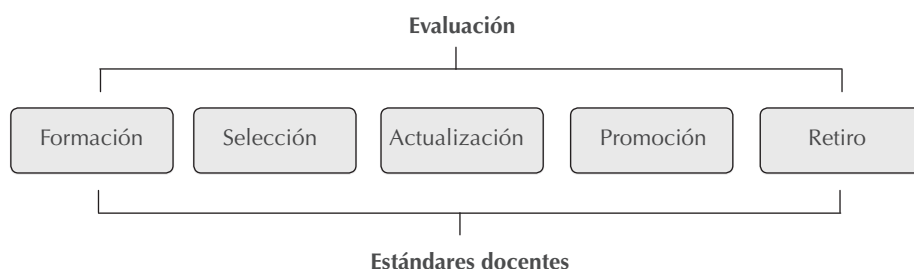 Evaluación
Formación Selección Actualización Promoción Retiro
Estándares docentes